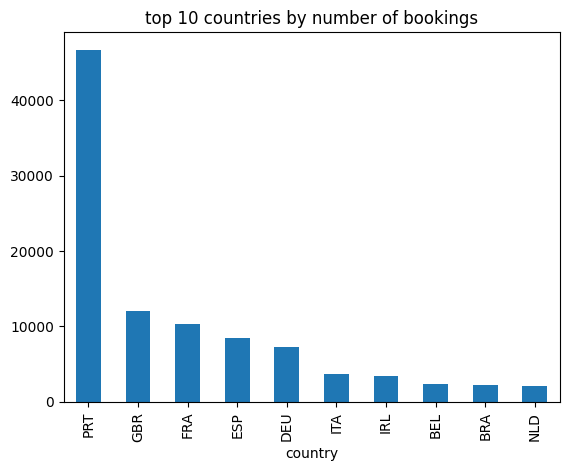 top 10 countries by number of bookings
40000
30000
20000
10000
0
PRT
GBR
FRA
ESP
DEU
ITA
IRL
BEL
BRA
NLD
country